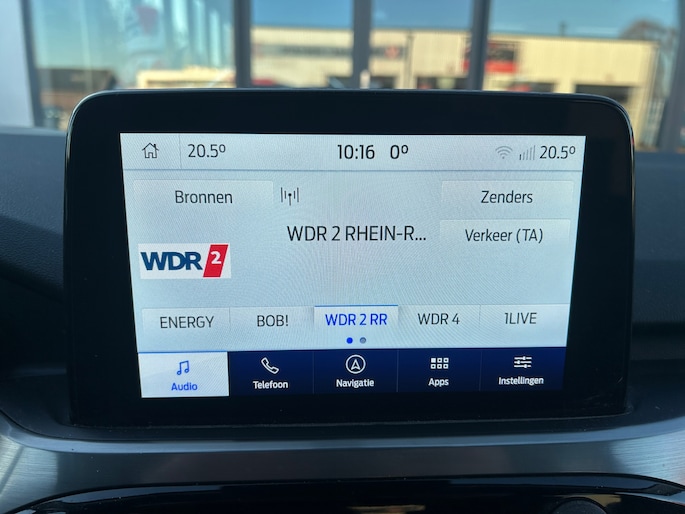 20.5° 10:16 0° 20.5°
Bronnen Zenders
WDR 2 RHEIN-R... Verkeer (TA)
WDR 2
ENERGY BOB! WDR 2 RR WDR 4 1LIVE
Audio Telefoon Navigatie Apps Instellingen